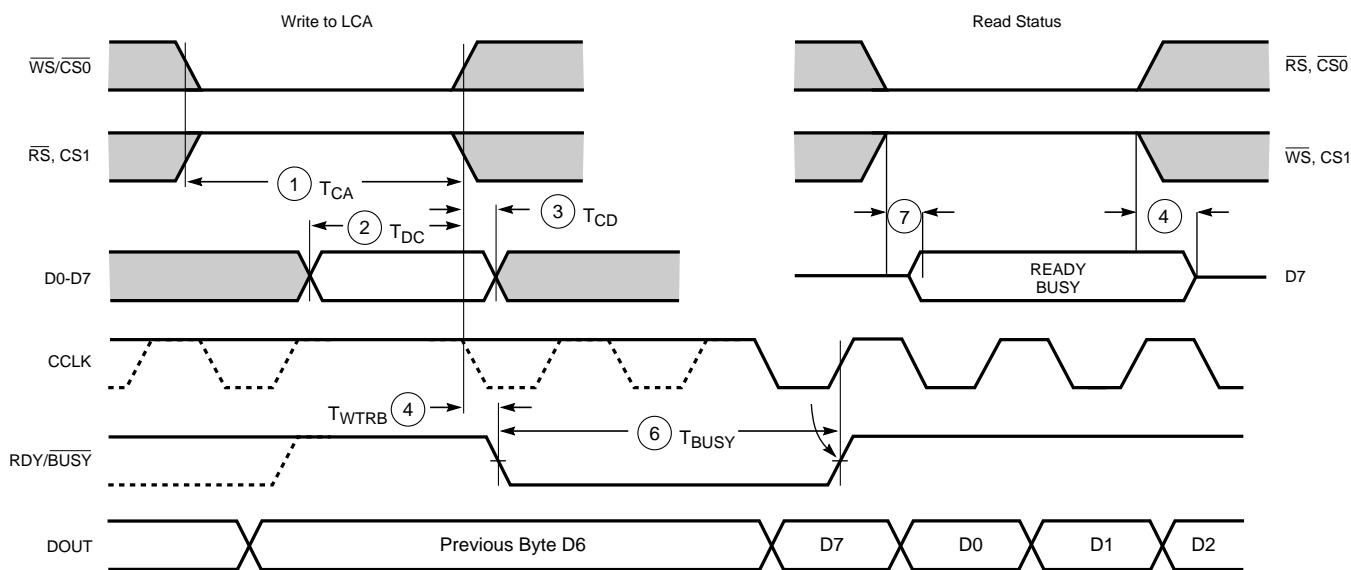 Write to LCA
Read Status
WS/CS0
RS, CS0
RS, CS1
WS, CS1
1 TCA
2 TDC
3 TCD
7
4
D0-D7
READY
BUSY
D7
CCLK
TWTRB 4
6 TBUSY
RDY/BUSY
DOUT
Previous Byte D6
D7
D0
D1
D2